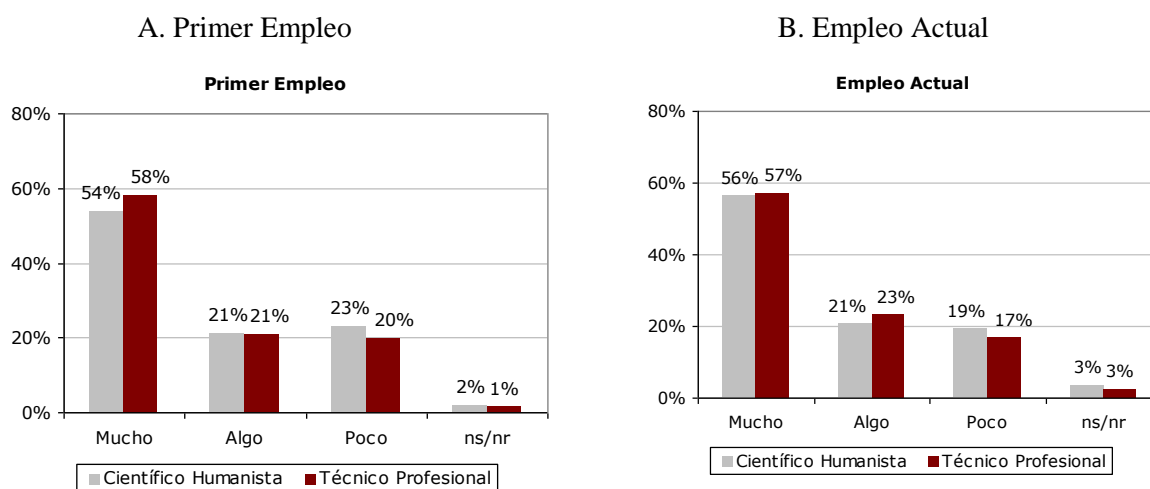 A. Primer Empleo
Primer Empleo
80%
60%
40%
20%
0%
54%
58%
21%
21%
23%
20%
2%
1%
Mucho
Algo
Poco
ns/nr
Científico Humanista
Técnico Profesional
B. Empleo Actual
Empleo Actual
80%
60%
40%
20%
0%
56%
57%
21%
23%
19%
17%
3%
3%
Mucho
Algo
Poco
ns/nr
Científico Humanista
Técnico Profesional